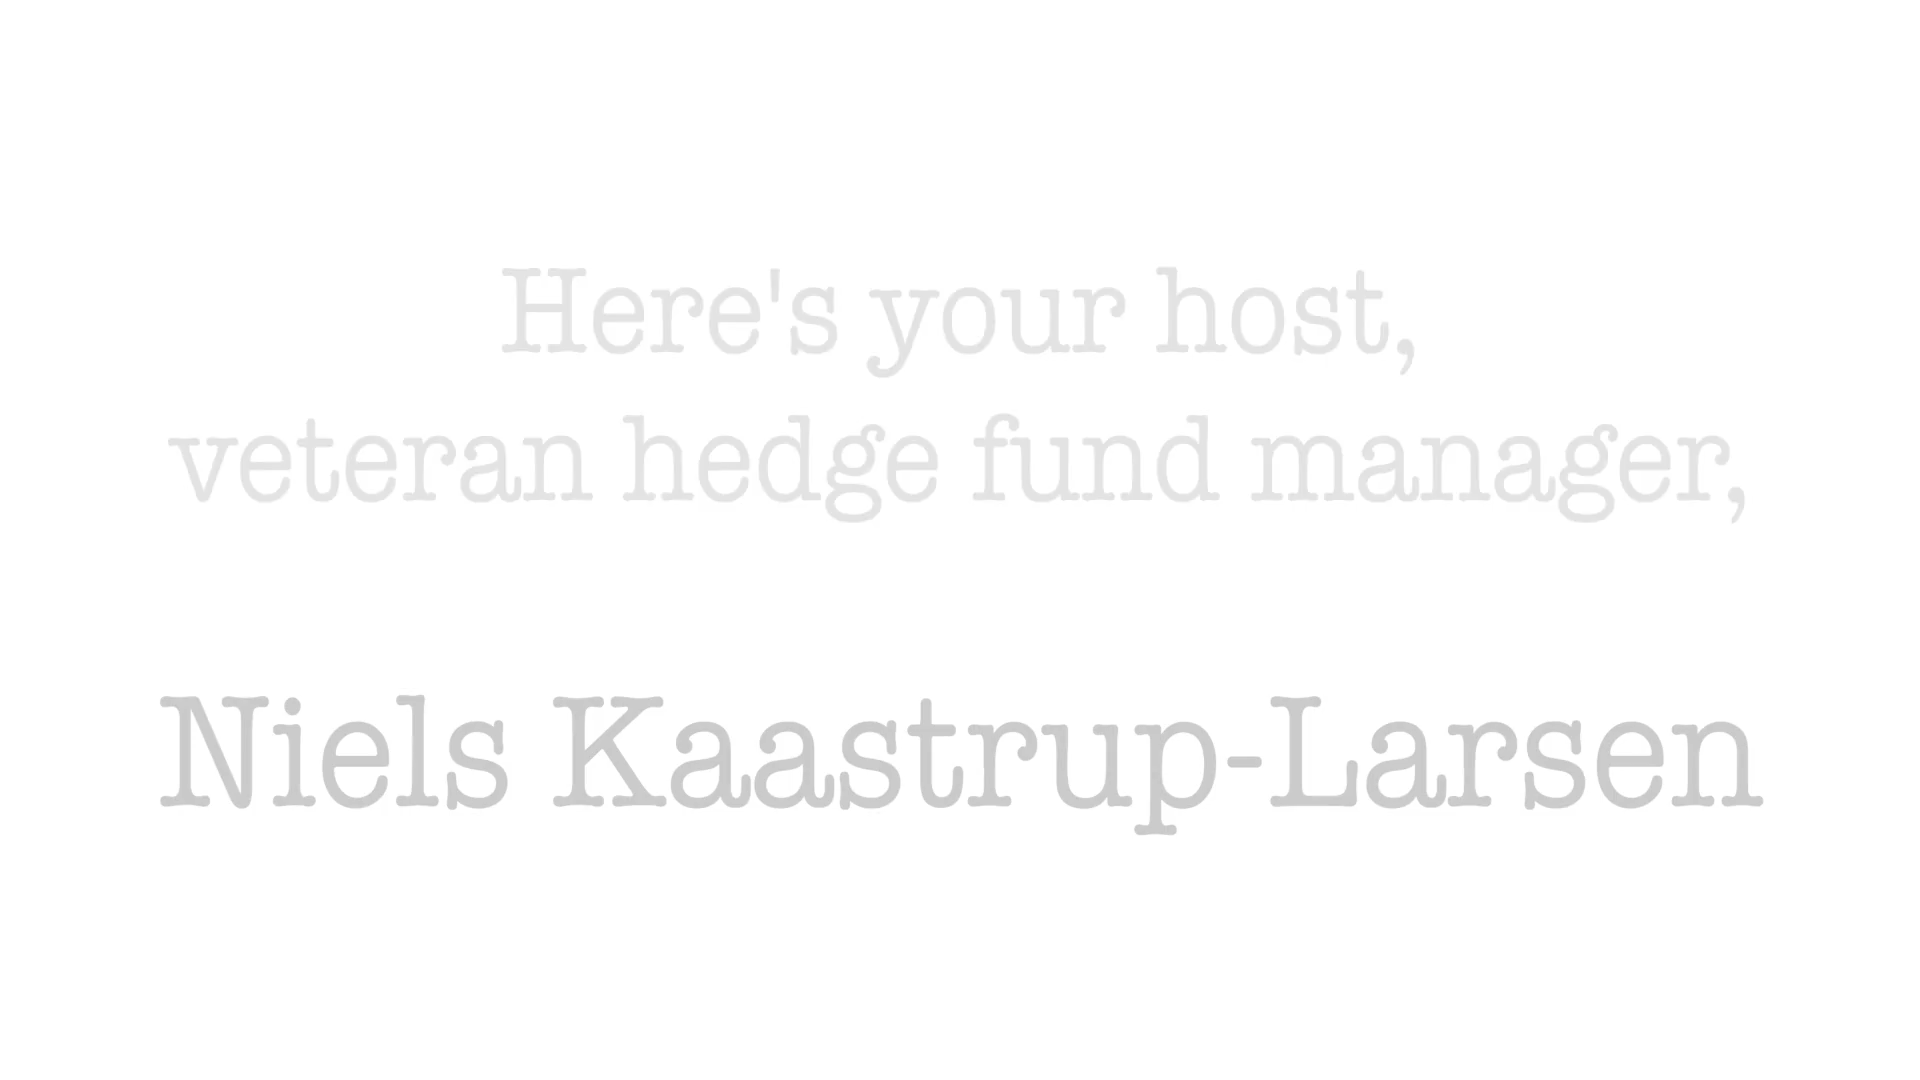 Here's your host,
veteran hedge fund manager,
Niels Kaastrup-Larsen